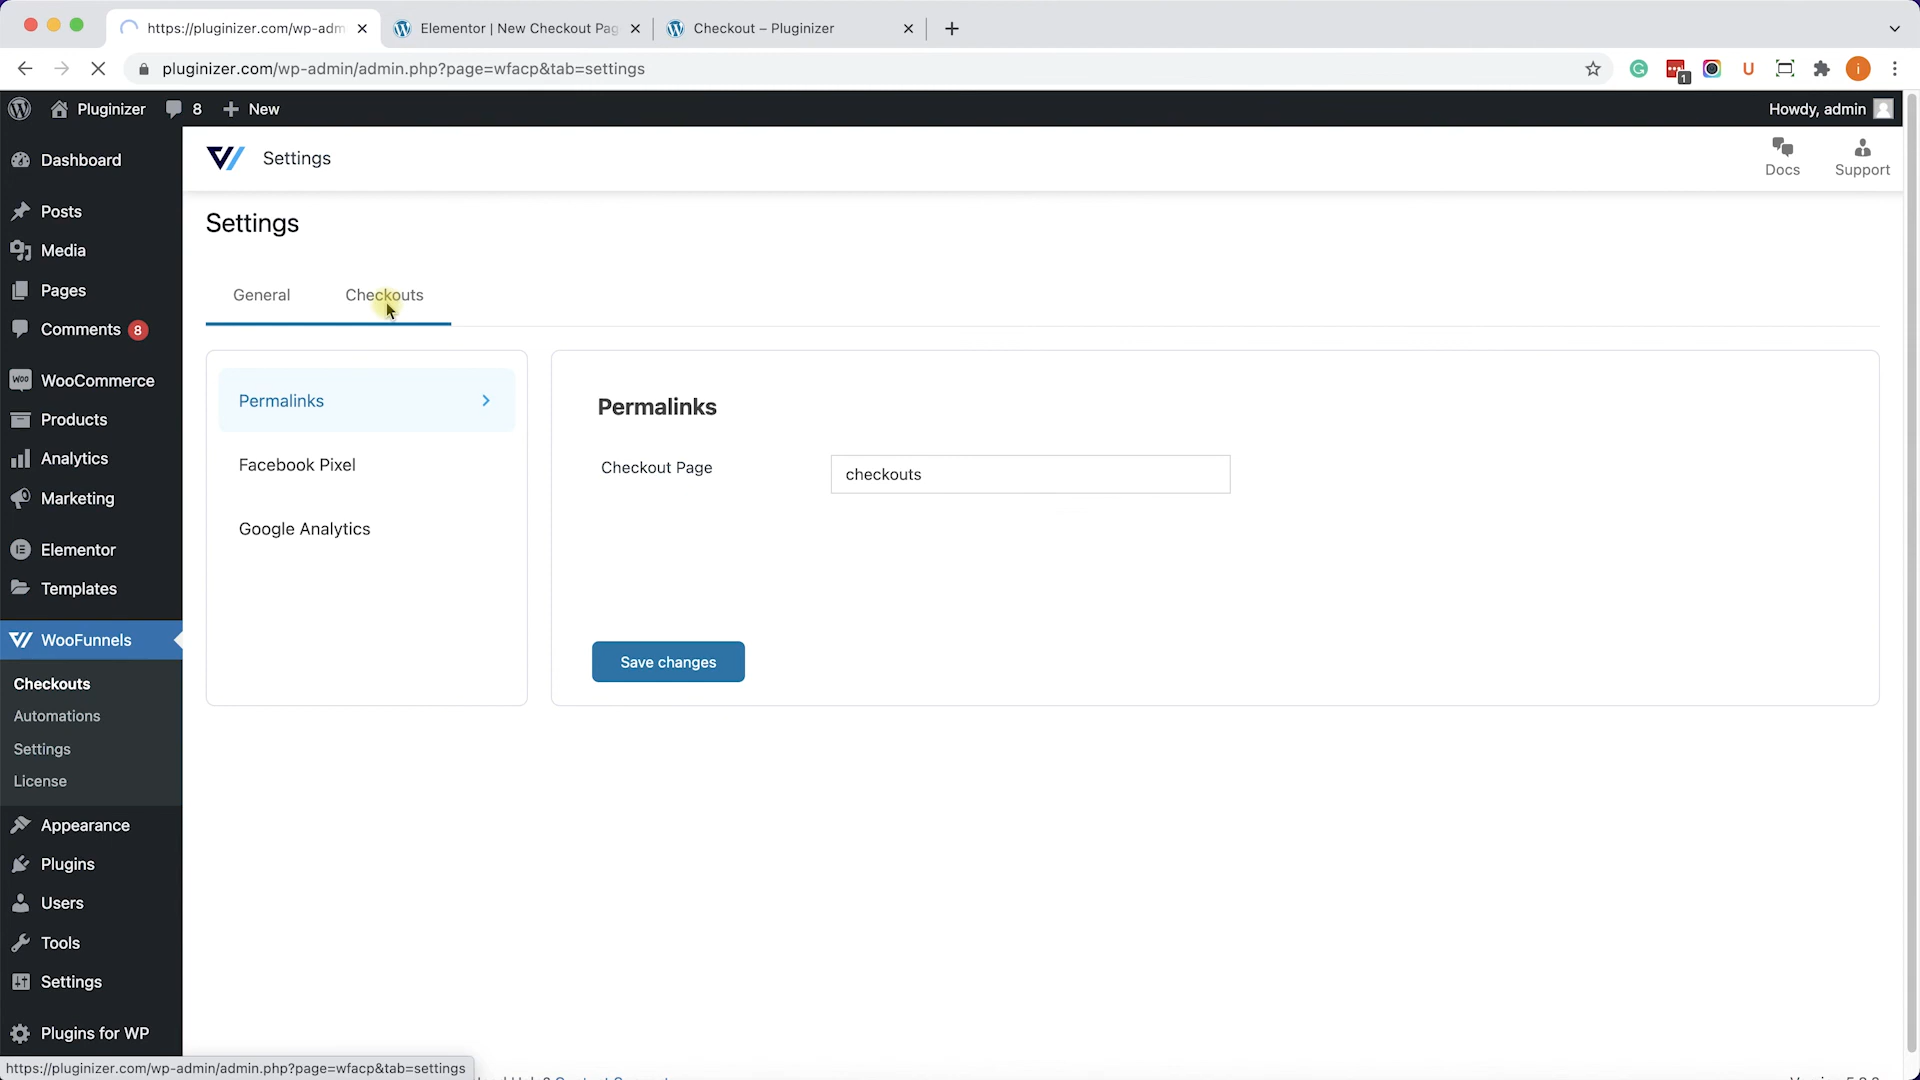 https://pluginizer.com/wp-adm
Elementor | New Checkout Pag
Checkout – Pluginizer
pluginizer.com/wp-admin/admin.php?page=wfacp&tab=settings
1
U
i
Pluginizer
8
New
Howdy, admin
Dashboard
Posts
Media
Pages
Comments 8
WooCommerce
Products
Analytics
Marketing
Elementor
Templates
WooFunnels
Checkouts
Automations
Settings
License
Appearance
Plugins
Users
Tools
Settings
Plugins for WP
Settings
Docs
Support
Settings
General
Checkouts
Permalinks
Facebook Pixel
Google Analytics
Permalinks
Checkout Page
checkouts
Save changes
https://pluginizer.com/wp-admin/admin.php?page=wfacp&tab=settings